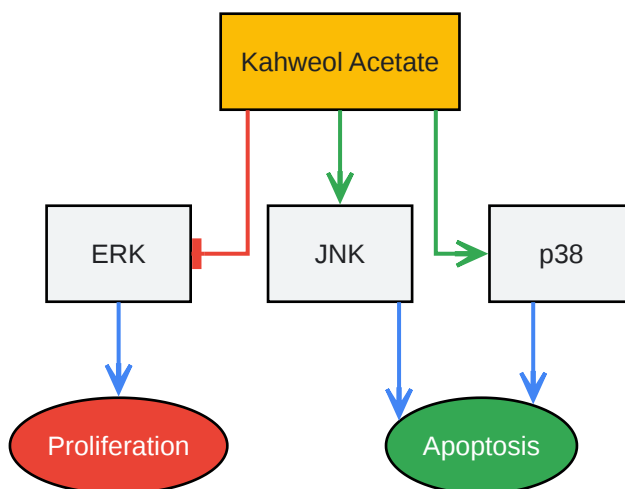 Kahweol Acetate
ERK
JNK
p38
Proliferation
Apoptosis